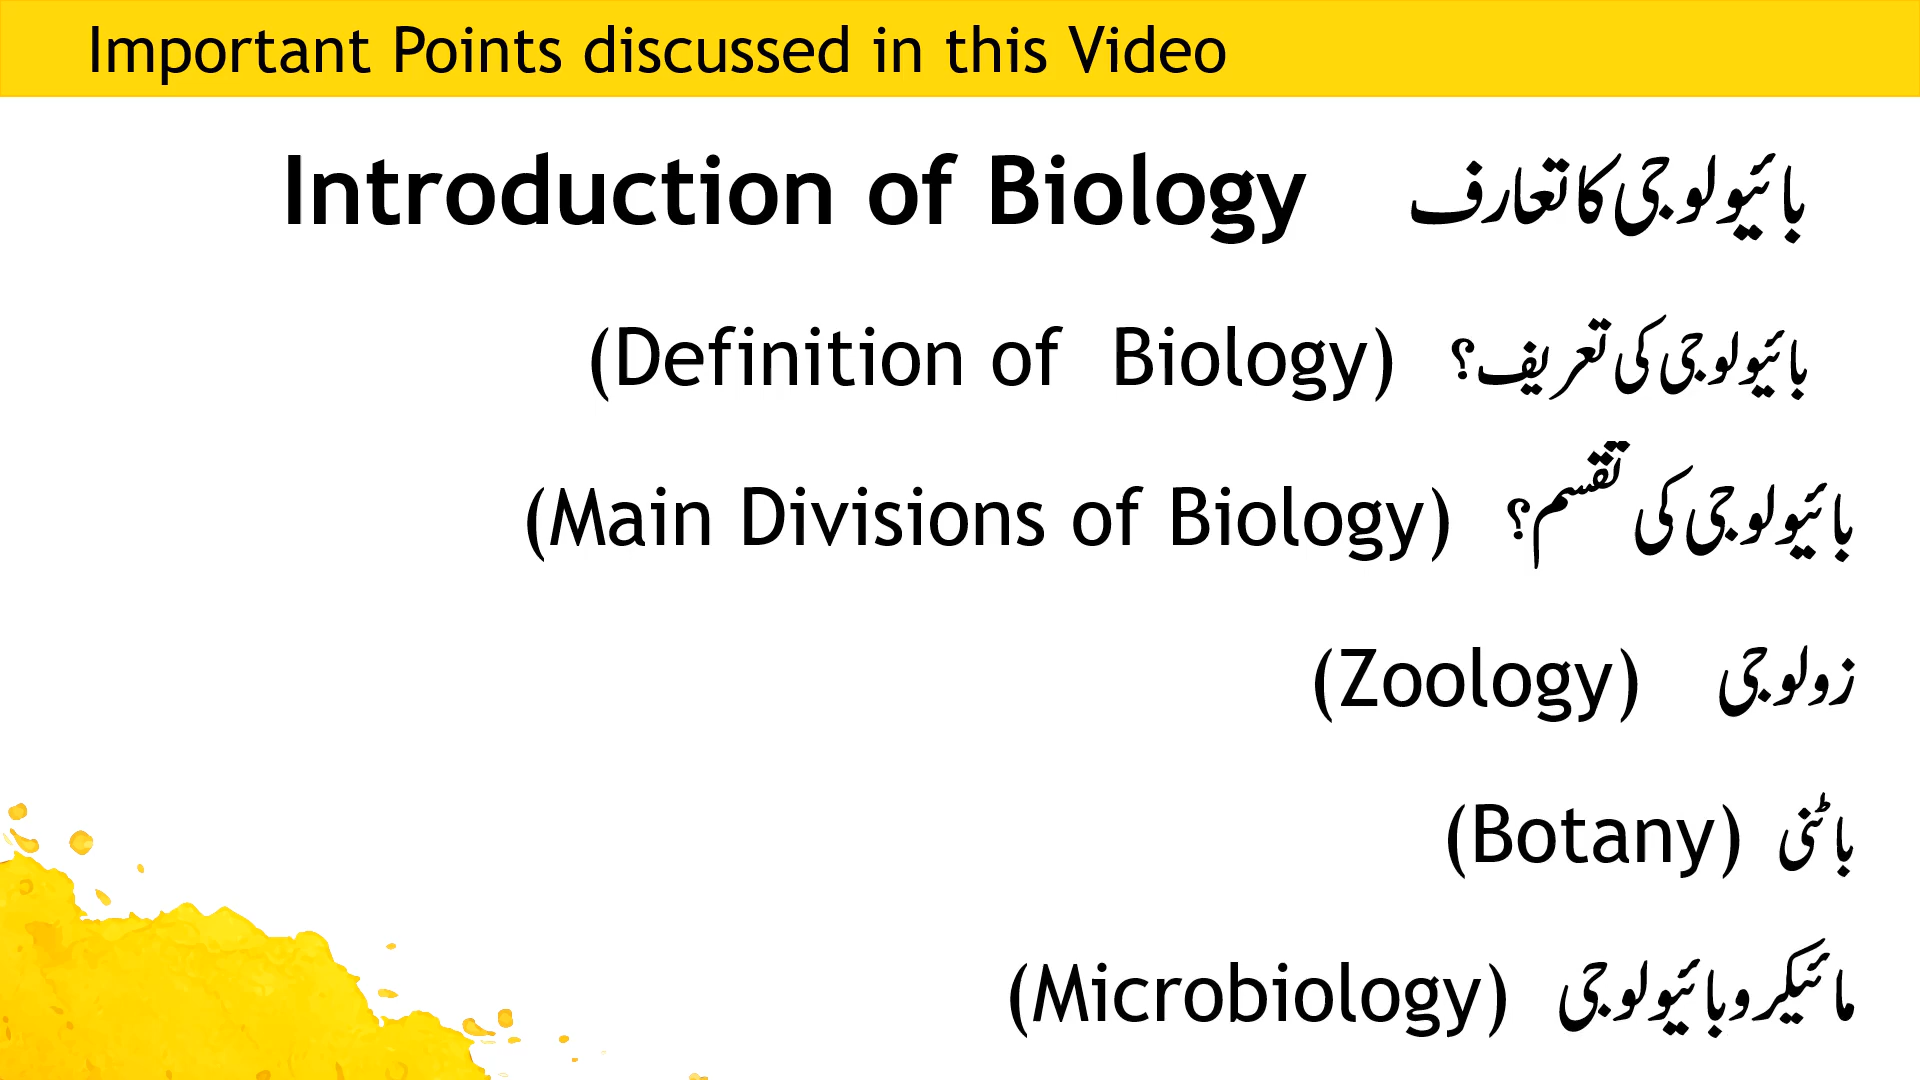 Important Points discussed in this Video
بائیولوجی کا تعارف Introduction of Biology
بائیولوجی کی تعریف؟ (Definition of Biology)
بائیولوجی کی تقسم؟ (Main Divisions of Biology)
زولوجی (Zoology)
باٹنی (Botany)
مائیکروبائیولوجی (Microbiology)